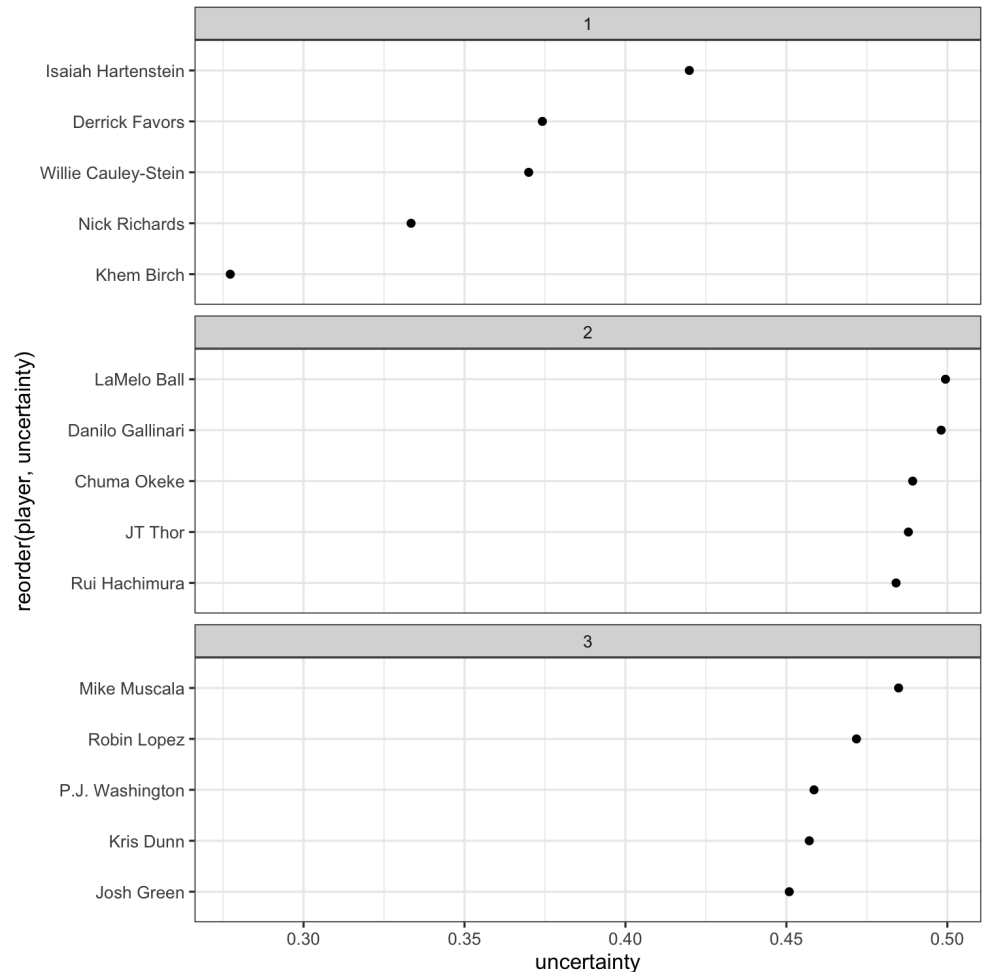 1
Isaiah Hartenstein
Derrick Favors
Willie Cauley-Stein
Nick Richards
Khem Birch
2
LaMelo Ball
Danilo Gallinari
Chuma Okeke
JT Thor
Rui Hachimura
3
Mike Muscala
Robin Lopez
P.J. Washington
Kris Dunn
Josh Green
reorder(player, uncertainty)
0.30 0.35 0.40 0.45 0.50
uncertainty